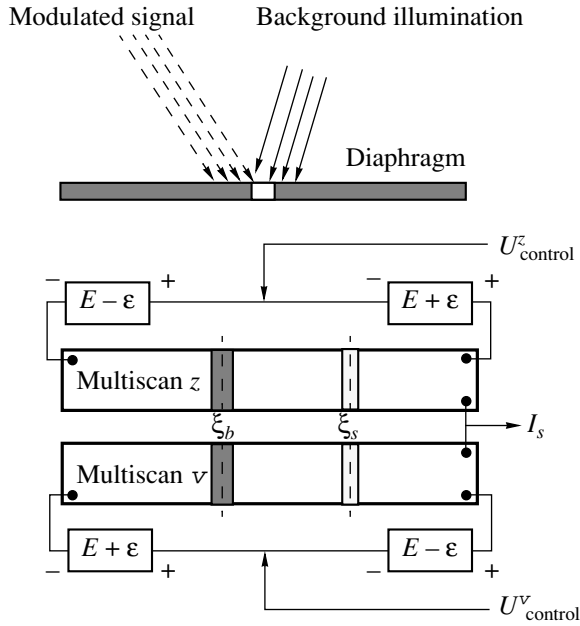 Modulated signal
Background illumination
Diaphragm
U^z_control
− E − ε +
− E + ε +
Multiscan z
ξ_b
ξ_s
I_s
Multiscan v
− E + ε +
− E − ε +
U^v_control